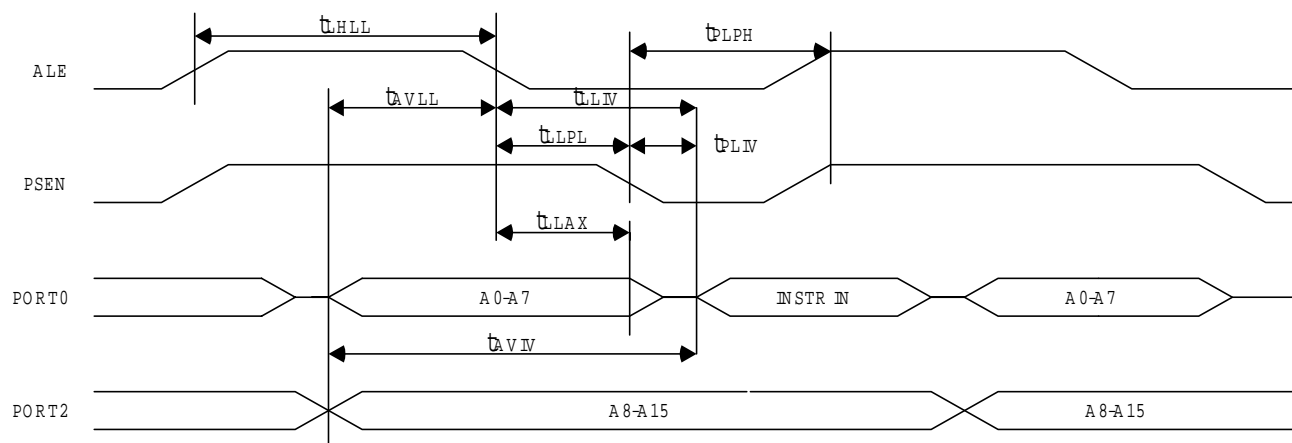 tLHLL
tPLPH
ALE
tAVLL
tLLIV
tLLPL
tPLIV
PSEN
tLLAX
PORT0
A0-A7
INSTR IN
A0-A7
tAVIV
PORT2
A8-A15
A8-A15